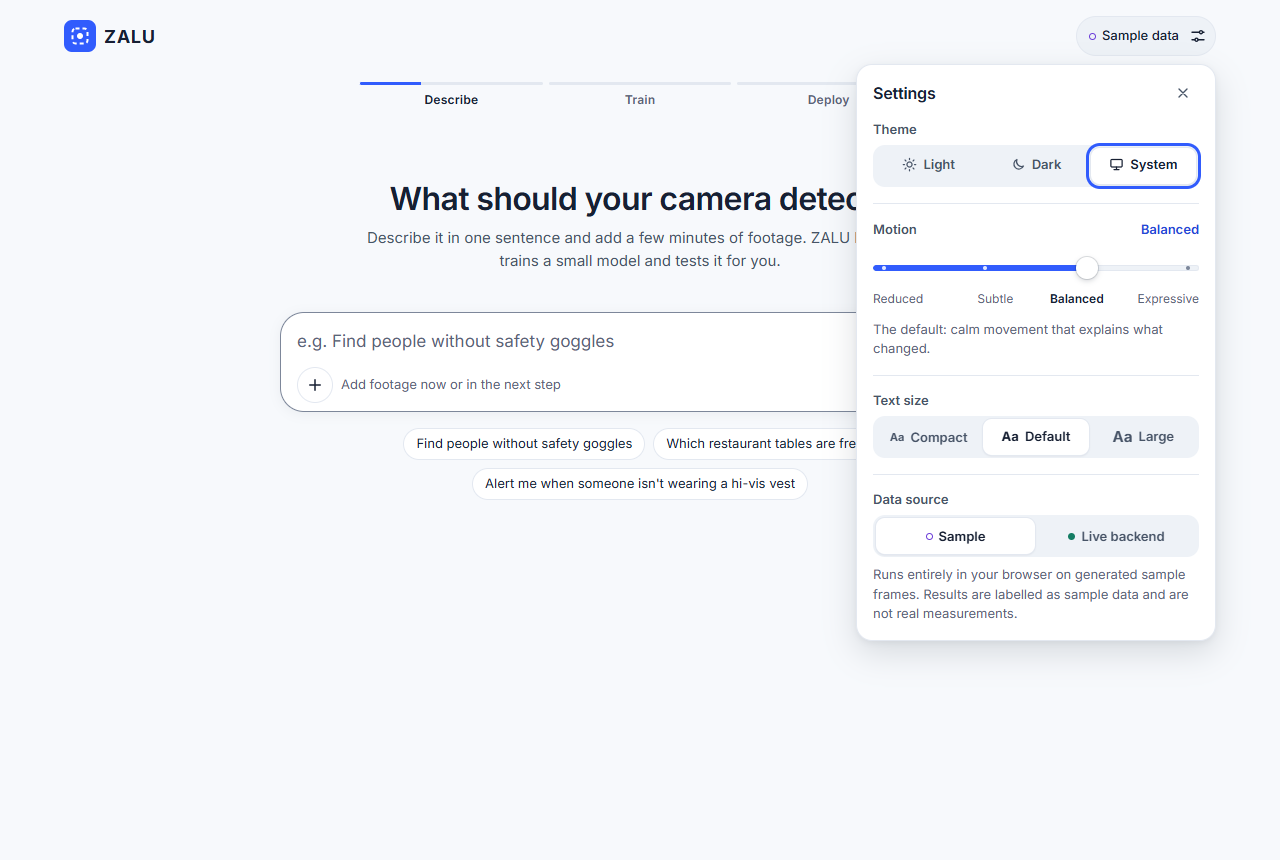 ZALU
Sample data
Describe
Train
Deploy
What should your camera detec
Describe it in one sentence and add a few minutes of footage. ZALU
trains a small model and tests it for you.
e.g. Find people without safety goggles
Add footage now or in the next step
Find people without safety goggles
Which restaurant tables are fre
Alert me when someone isn't wearing a hi-vis vest
Settings
Theme
Light
Dark
System
Motion
Balanced
Reduced
Subtle
Balanced
Expressive
The default: calm movement that explains what
changed.
Text size
Aa Compact
Aa Default
Aa Large
Data source
Sample
Live backend
Runs entirely in your browser on generated sample
frames. Results are labelled as sample data and are
not real measurements.